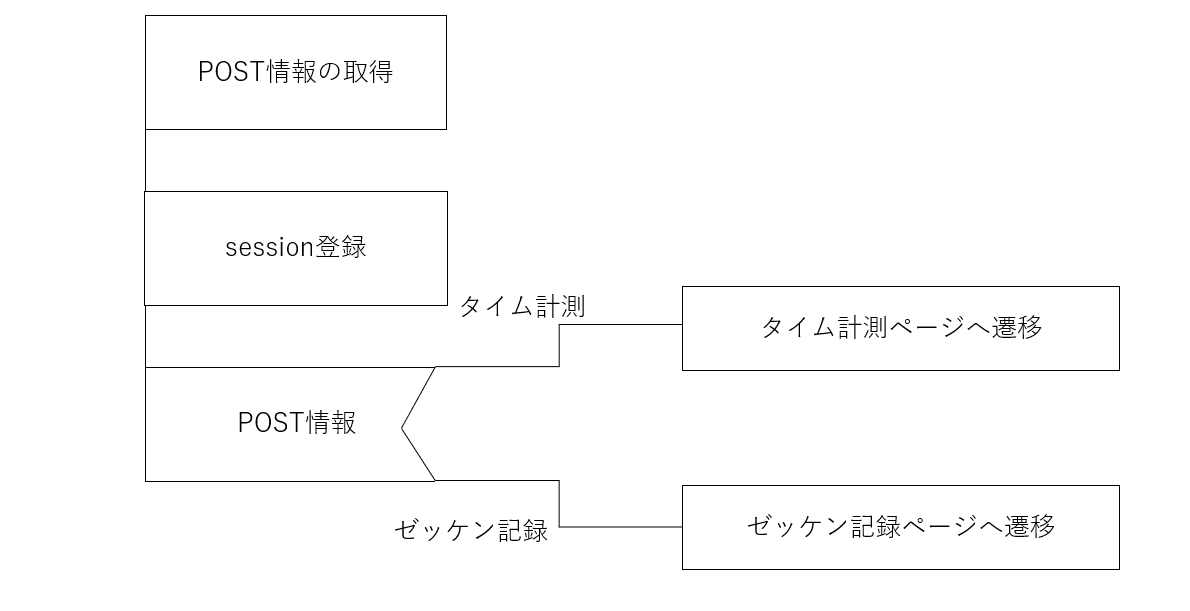 POST情報の取得
session登録
タイム計測
タイム計測ページへ遷移
POST情報
ゼッケン記録
ゼッケン記録ページへ遷移